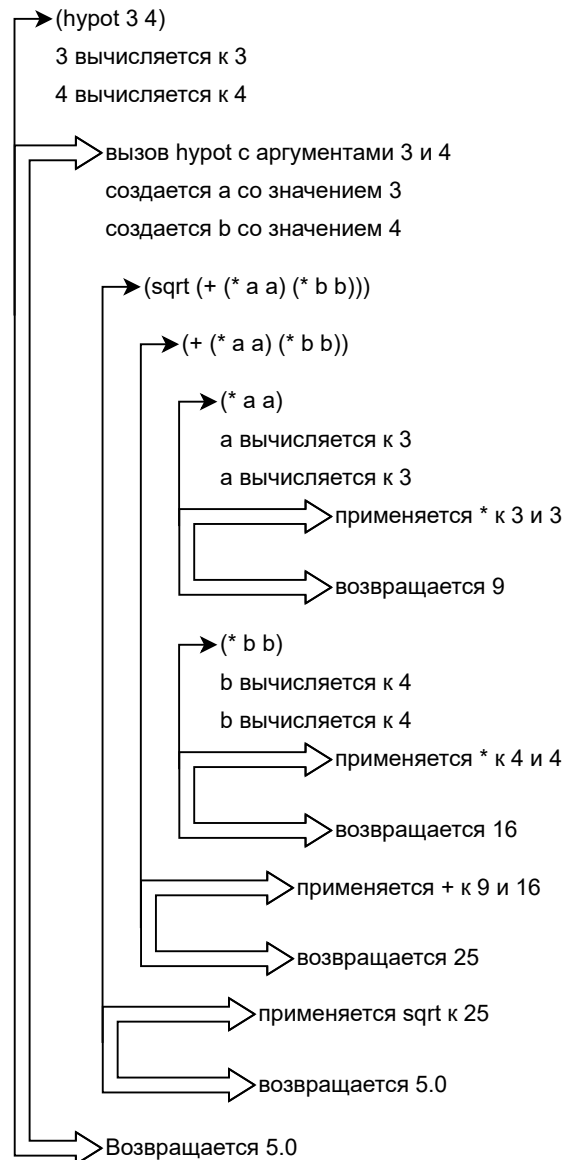 (hypot 3 4)
3 вычисляется к 3
4 вычисляется к 4
вызов hypot с аргументами 3 и 4
создается a со значением 3
создается b со значением 4
(sqrt (+ (* a a) (* b b)))
(+ (* a a) (* b b))
(* a a)
a вычисляется к 3
a вычисляется к 3
применяется * к 3 и 3
возвращается 9
(* b b)
b вычисляется к 4
b вычисляется к 4
применяется * к 4 и 4
возвращается 16
применяется + к 9 и 16
возвращается 25
применяется sqrt к 25
возвращается 5.0
Возвращается 5.0